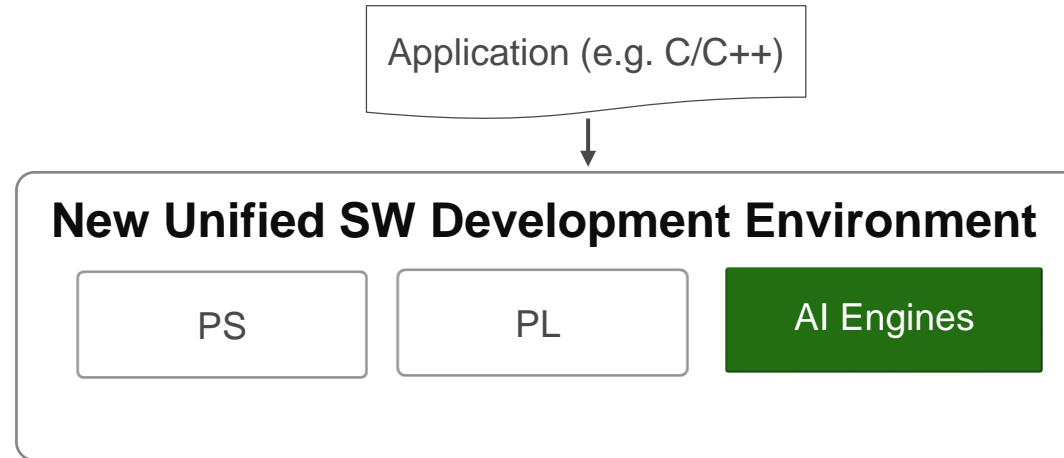 Application (e.g. C/C++)
New Unified SW Development Environment
PS
PL
AI Engines